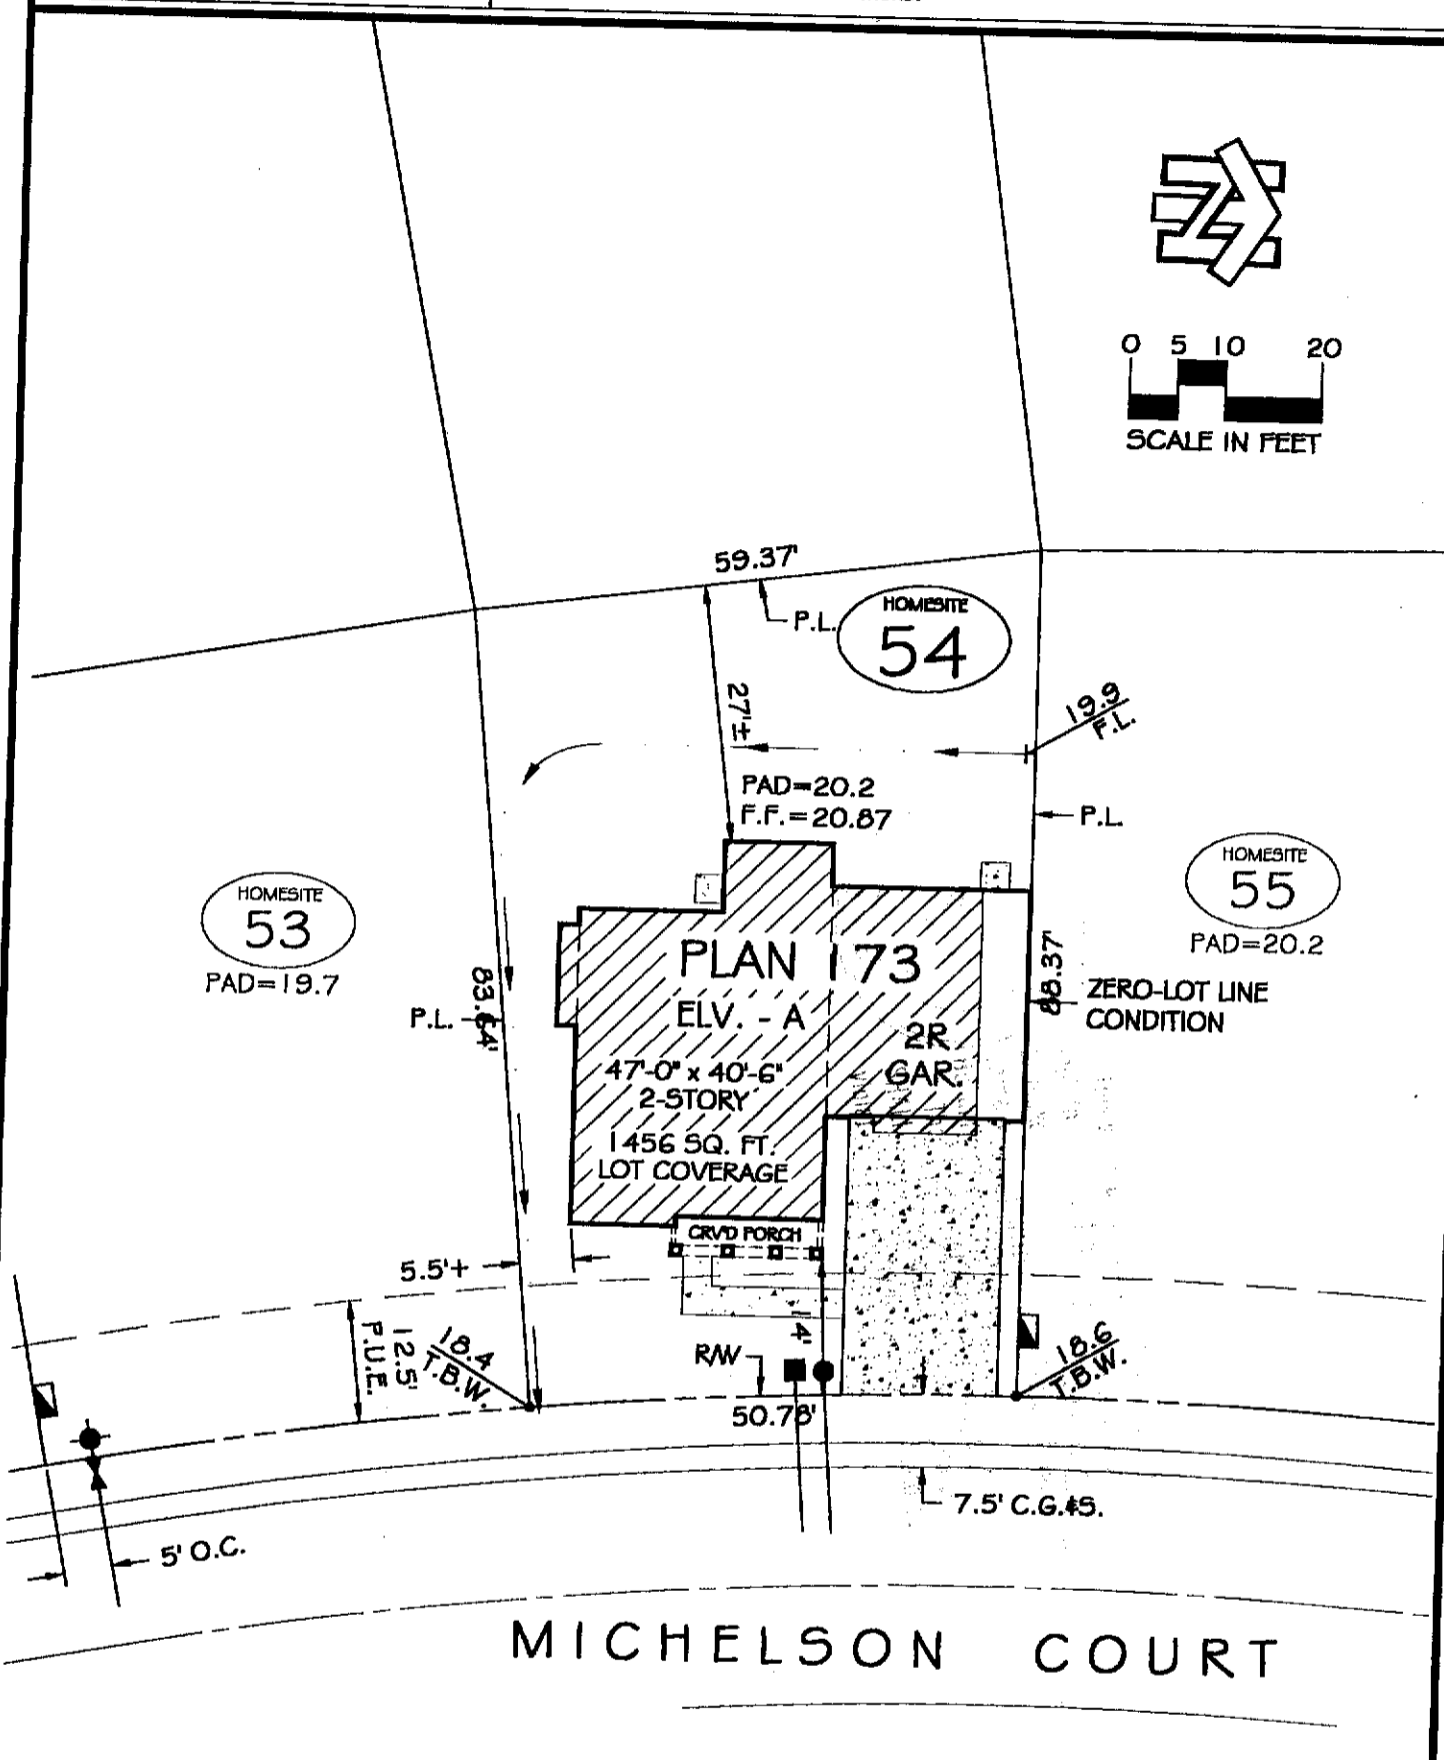 0 5 10 20
SCALE IN FEET
59.37'
P.L.
HOMESITE
54
27'±
19.9
F.L.
PAD=20.2
F.F.=20.87
P.L.
HOMESITE
53
PAD=19.7
HOMESITE
55
PAD=20.2
83.64'
P.L.
88.37'
ZERO-LOT LINE
CONDITION
PLAN 173
ELV. - A
2R
GAR.
47'-0" x 40'-6"
2-STORY
1456 SQ. FT.
LOT COVERAGE
CRV'D PORCH
5.5'+
12.5'
P.U.E.
18.4
T.B.W.
4'
R/W
18.6
T.B.W.
50.78'
7.5' C.G.&S.
5' O.C.
MICHELSON COURT